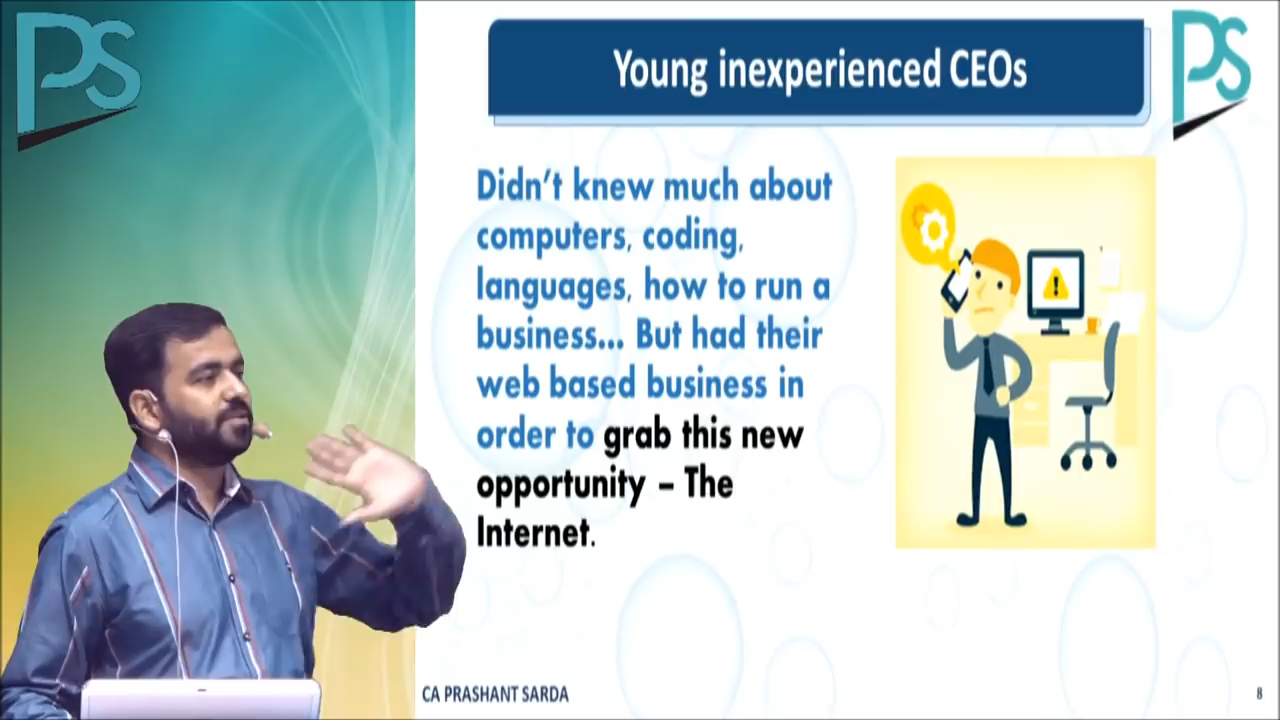 PS
PS
Young inexperienced CEOs
Didn't knew much about
computers, coding,
languages, how to run a
business... But had their
web based business in
order to grab this new
opportunity – The
Internet.
CA PRASHANT SARDA
8